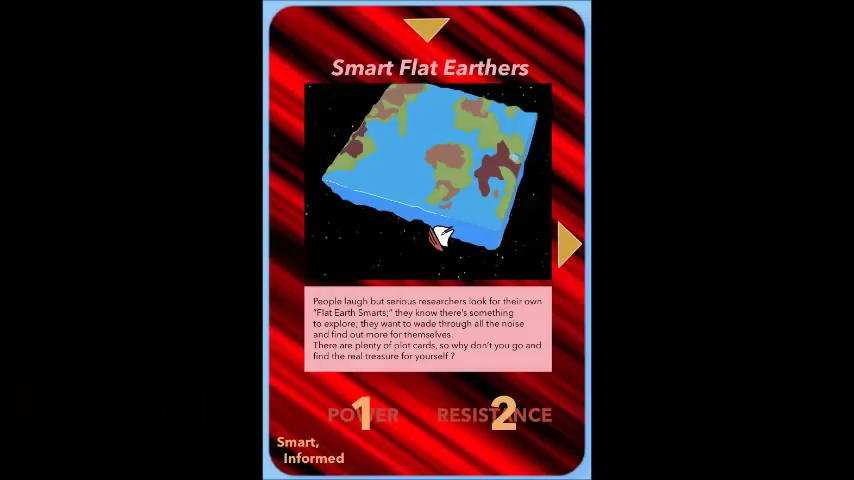 Smart Flat Earthers
People laugh but serious researchers look for their own
“Flat Earth Smarts;” they know there’s something
to explore; they want to wade through all the noise
and find out more for themselves.
There are plenty of plot cards, so why don’t you go and
find the real treasure for yourself ?
POWER 1 RESISTANCE 2
Smart,
Informed